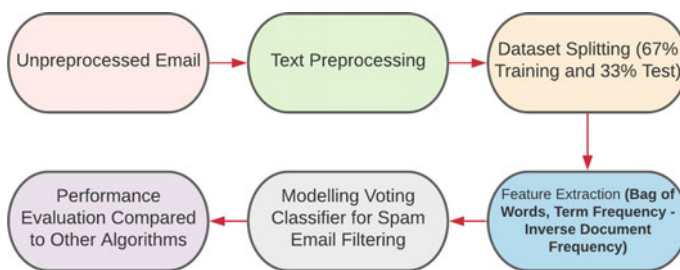 Unpreprocessed Email
Text Preprocessing
Dataset Splitting (67%
Training and 33% Test)
Feature Extraction (Bag of
Words, Term Frequency -
Inverse Document
Frequency)
Modelling Voting
Classifier for Spam
Email Filtering
Performance
Evaluation Compared
to Other Algorithms